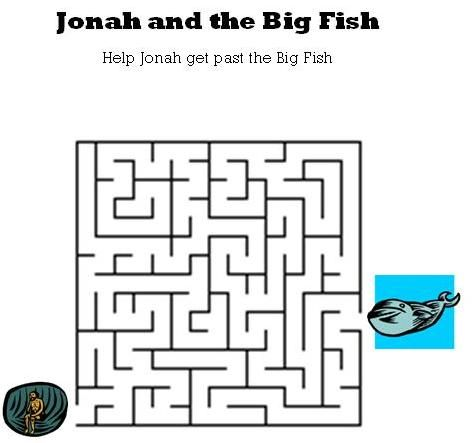 Jonah and the Big Fish
Help Jonah get past the Big Fish